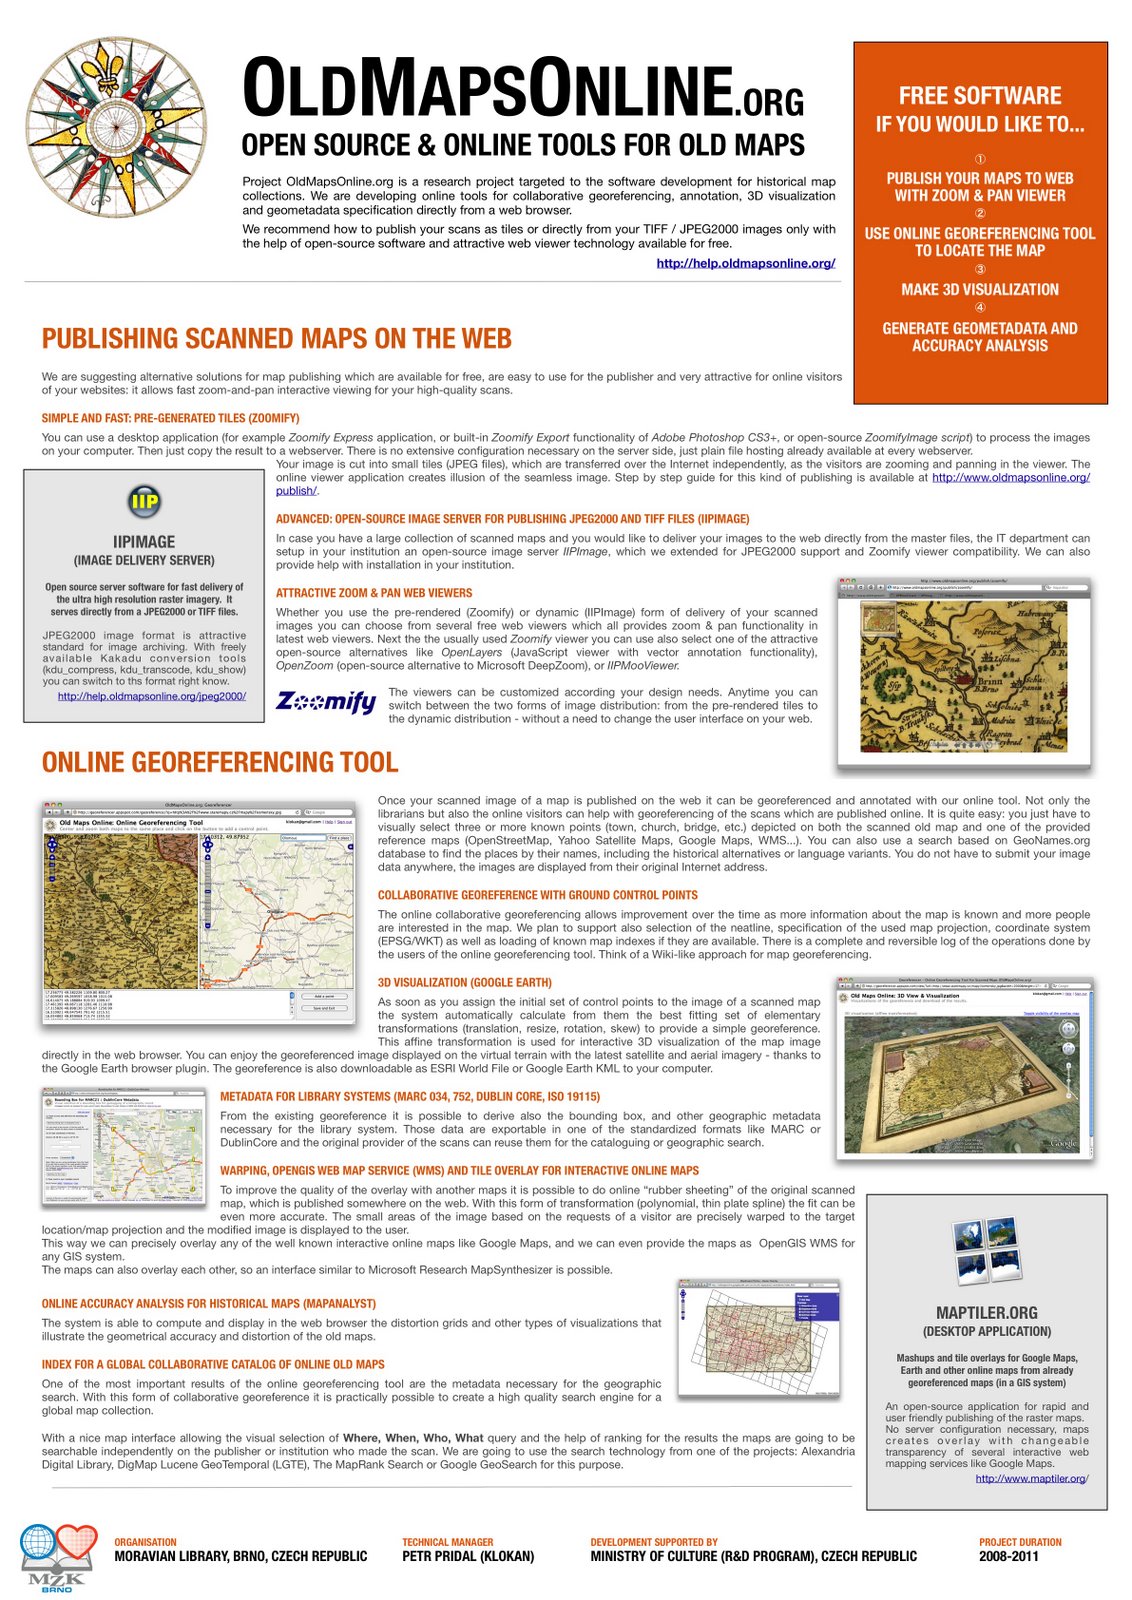 OLDMAPSONLINE.ORG
OPEN SOURCE & ONLINE TOOLS FOR OLD MAPS
Project OldMapsOnline.org is a research project targeted to the software development for historical map
collections. We are developing online tools for collaborative georeferencing, annotation, 3D visualization
and geometadata specification directly from a web browser.
We recommend how to publish your scans as tiles or directly from your TIFF / JPEG2000 images only with
the help of open-source software and attractive web viewer technology available for free.
http://help.oldmapsonline.org/
FREE SOFTWARE
IF YOU WOULD LIKE TO...
①
PUBLISH YOUR MAPS TO WEB
WITH ZOOM & PAN VIEWER
②
USE ONLINE GEOREFERENCING TOOL
TO LOCATE THE MAP
③
MAKE 3D VISUALIZATION
④
GENERATE GEOMETADATA AND
ACCURACY ANALYSIS
PUBLISHING SCANNED MAPS ON THE WEB
We are suggesting alternative solutions for map publishing which are available for free, are easy to use for the publisher and very attractive for online visitors
of your websites: it allows fast zoom-and-pan interactive viewing for your high-quality scans.
SIMPLE AND FAST: PRE-GENERATED TILES (ZOOMIFY)
You can use a desktop application (for example Zoomify Express application, or built-in Zoomify Export functionality of Adobe Photoshop CS3+, or open-source ZoomifyImage script) to process the images
on your computer. Then just copy the result to a webserver. There is no extensive configuration necessary on the server side, just plain file hosting already available at every webserver.
Your image is cut into small tiles (JPEG files), which are transferred over the Internet independently, as the visitors are zooming and panning in the viewer. The
online viewer application creates illusion of the seamless image. Step by step guide for this kind of publishing is available at http://www.oldmapsonline.org/
publish/.
IIP
IIPIMAGE
(IMAGE DELIVERY SERVER)
Open source server software for fast delivery of
the ultra high resolution raster imagery. It
serves directly from a JPEG2000 or TIFF files.
JPEG2000 image format is attractive
standard for image archiving. With freely
available Kakadu conversion tools
(kdu_compress, kdu_transcode, kdu_show)
you can switch to ths format right know.
http://help.oldmapsonline.org/jpeg2000/
ADVANCED: OPEN-SOURCE IMAGE SERVER FOR PUBLISHING JPEG2000 AND TIFF FILES (IIPIMAGE)
In case you have a large collection of scanned maps and you would like to deliver your images to the web directly from the master files, the IT department can
setup in your institution an open-source image server IIPImage, which we extended for JPEG2000 support and Zoomify viewer compatibility. We can also
provide help with installation in your institution.
ATTRACTIVE ZOOM & PAN WEB VIEWERS
Whether you use the pre-rendered (Zoomify) or dynamic (IIPImage) form of delivery of your scanned
images you can choose from several free web viewers which all provides zoom & pan functionality in
latest web viewers. Next the the usually used Zoomify viewer you can use also select one of the attractive
open-source alternatives like OpenLayers (JavaScript viewer with vector annotation functionality),
OpenZoom (open-source alternative to Microsoft DeepZoom), or IIPMooViewer.
Zoomify
The viewers can be customized according your design needs. Anytime you can
switch between the two forms of image distribution: from the pre-rendered tiles to
the dynamic distribution - without a need to change the user interface on your web.
ONLINE GEOREFERENCING TOOL
Old Maps Online: Online Georeferencing Tool
Once your scanned image of a map is published on the web it can be georeferenced and annotated with our online tool. Not only the
librarians but also the online visitors can help with georeferencing of the scans which are published online. It is quite easy: you just have to
visually select three or more known points (town, church, bridge, etc.) depicted on both the scanned old map and one of the provided
reference maps (OpenStreetMap, Yahoo Satellite Maps, Google Maps, WMS...). You can also use a search based on GeoNames.org
database to find the places by their names, including the historical alternatives or language variants. You do not have to submit your image
data anywhere, the images are displayed from their original Internet address.
COLLABORATIVE GEOREFERENCE WITH GROUND CONTROL POINTS
The online collaborative georeferencing allows improvement over the time as more information about the map is known and more people
are interested in the map. We plan to support also selection of the neatline, specification of the used map projection, coordinate system
(EPSG/WKT) as well as loading of known map indexes if they are available. There is a complete and reversible log of the operations done by
the users of the online georeferencing tool. Think of a Wiki-like approach for map georeferencing.
3D VISUALIZATION (GOOGLE EARTH)
As soon as you assign the initial set of control points to the image of a scanned map
the system automatically calculate from them the best fitting set of elementary
transformations (translation, resize, rotation, skew) to provide a simple georeference.
This affine transformation is used for interactive 3D visualization of the map image
directly in the web browser. You can enjoy the georeferenced image displayed on the virtual terrain with the latest satellite and aerial imagery - thanks to
the Google Earth browser plugin. The georeference is also downloadable as ESRI World File or Google Earth KML to your computer.
Old Maps Online: 3D View & Visualization
Google
METADATA FOR LIBRARY SYSTEMS (MARC 034, 752, DUBLIN CORE, ISO 19115)
From the existing georeference it is possible to derive also the bounding box, and other geographic metadata
necessary for the library system. Those data are exportable in one of the standardized formats like MARC or
DublinCore and the original provider of the scans can reuse them for the cataloguing or geographic search.
WARPING, OPENGIS WEB MAP SERVICE (WMS) AND TILE OVERLAY FOR INTERACTIVE ONLINE MAPS
To improve the quality of the overlay with another maps it is possible to do online “rubber sheeting” of the original scanned
map, which is published somewhere on the web. With this form of transformation (polynomial, thin plate spline) the fit can be
even more accurate. The small areas of the image based on the requests of a visitor are precisely warped to the target
location/map projection and the modified image is displayed to the user.
This way we can precisely overlay any of the well known interactive online maps like Google Maps, and we can even provide the maps as OpenGIS WMS for
any GIS system.
The maps can also overlay each other, so an interface similar to Microsoft Research MapSynthesizer is possible.
ONLINE ACCURACY ANALYSIS FOR HISTORICAL MAPS (MAPANALYST)
The system is able to compute and display in the web browser the distortion grids and other types of visualizations that
illustrate the geometrical accuracy and distortion of the old maps.
INDEX FOR A GLOBAL COLLABORATIVE CATALOG OF ONLINE OLD MAPS
One of the most important results of the online georeferencing tool are the metadata necessary for the geographic
search. With this form of collaborative georeference it is practically possible to create a high quality search engine for a
global map collection.
With a nice map interface allowing the visual selection of Where, When, Who, What query and the help of ranking for the results the maps are going to be
searchable independently on the publisher or institution who made the scan. We are going to use the search technology from one of the projects: Alexandria
Digital Library, DigMap Lucene GeoTemporal (LGTE), The MapRank Search or Google GeoSearch for this purpose.
MAPTILER.ORG
(DESKTOP APPLICATION)
Mashups and tile overlays for Google Maps,
Earth and other online maps from already
georeferenced maps (in a GIS system)
An open-source application for rapid and
user friendly publishing of the raster maps.
No server configuration necessary, maps
creates overlay with changeable
transparency of several interactive web
mapping services like Google Maps.
http://www.maptiler.org/
MZK
BRNO
ORGANISATION
MORAVIAN LIBRARY, BRNO, CZECH REPUBLIC
TECHNICAL MANAGER
PETR PRIDAL (KLOKAN)
DEVELOPMENT SUPPORTED BY
MINISTRY OF CULTURE (R&D PROGRAM), CZECH REPUBLIC
PROJECT DURATION
2008-2011